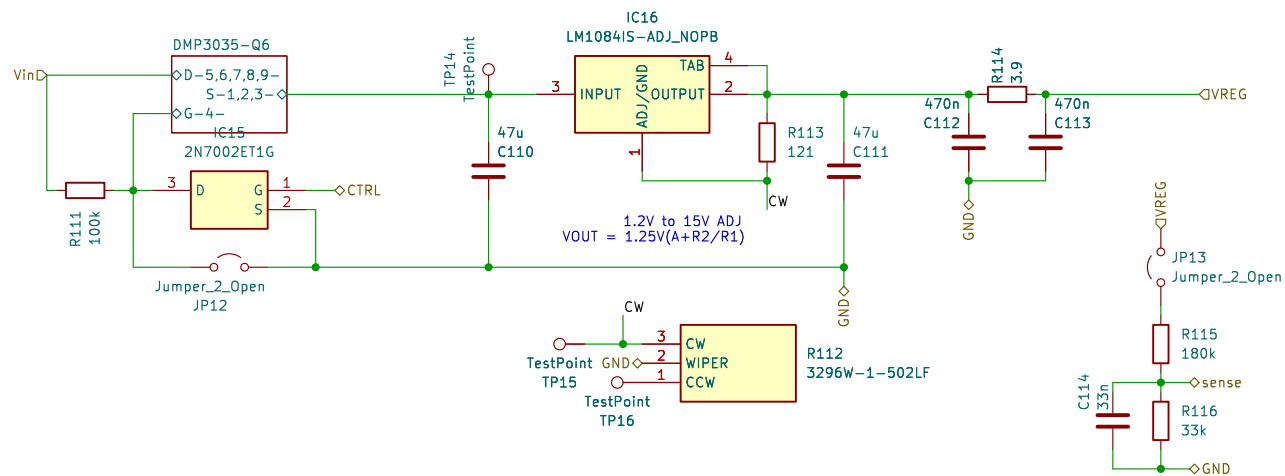 IC16
LM1084IS-ADJ_NOPB
DMP3035-Q6
Vin
D-5,6,7,8,9-
S-1,2,3-
G-4-
IC15
2N7002ET1G
TP14
TestPoint
3
INPUT
TAB
4
OUTPUT
2
ADJ/GND
1
R114
3.9
470n
C112
470n
C113
VREG
R113
121
47u
C110
47u
C111
3
D
G
1
S
2
CTRL
R111
100k
CW
GND
1.2V to 15V ADJ
VOUT = 1.25V(A+R2/R1)
Jumper_2_Open
JP12
GND
VREG
JP13
Jumper_2_Open
CW
TestPoint
TP15
GND
3
CW
2
WIPER
1
CCW
TestPoint
TP16
R112
3296W-1-502LF
R115
180k
sense
C114
33n
R116
33k
GND